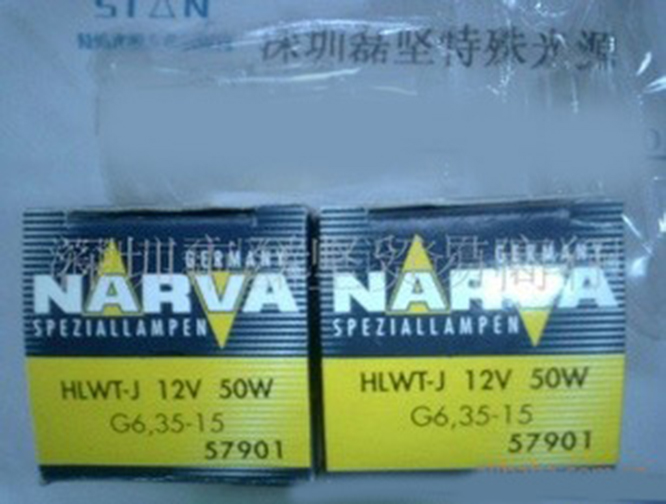 深圳磊坚特殊光源
GERMANY
NARVA
SPEZIALLAMPEN
HLWT-J 12V 50W
G6,35-15
57901
GERMANY
NARVA
SPEZIALLAMPEN
HLWT-J 12V 50W
G6,35-15
57901